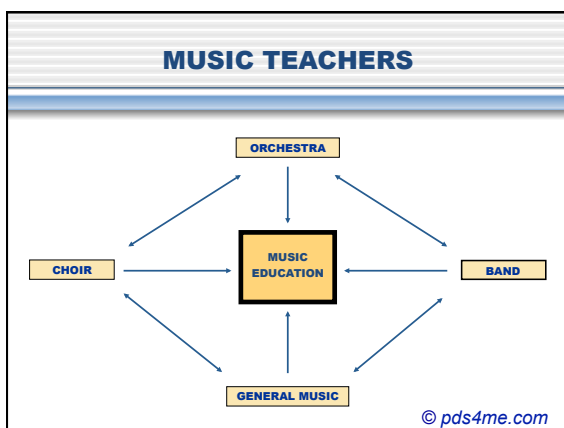 MUSIC TEACHERS
ORCHESTRA
CHOIR
MUSIC
EDUCATION
BAND
GENERAL MUSIC
© pds4me.com